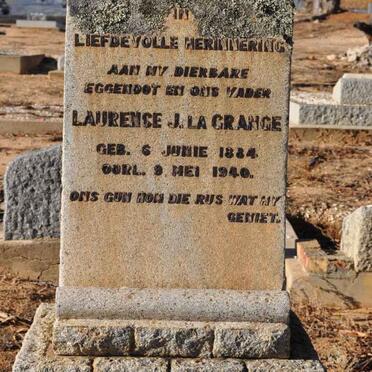 IN
LIEFDEVOLLE HERINNERING
AAN MY DIERBARE
EGGENOOT EN ONS VADER
LAURENCE J. LA GRANGE
GEB. 6 JUNIE 1884
OORL. 9 MEI 1940.
ONS GUN HOM DIE RUS WAT HY
GENIET.